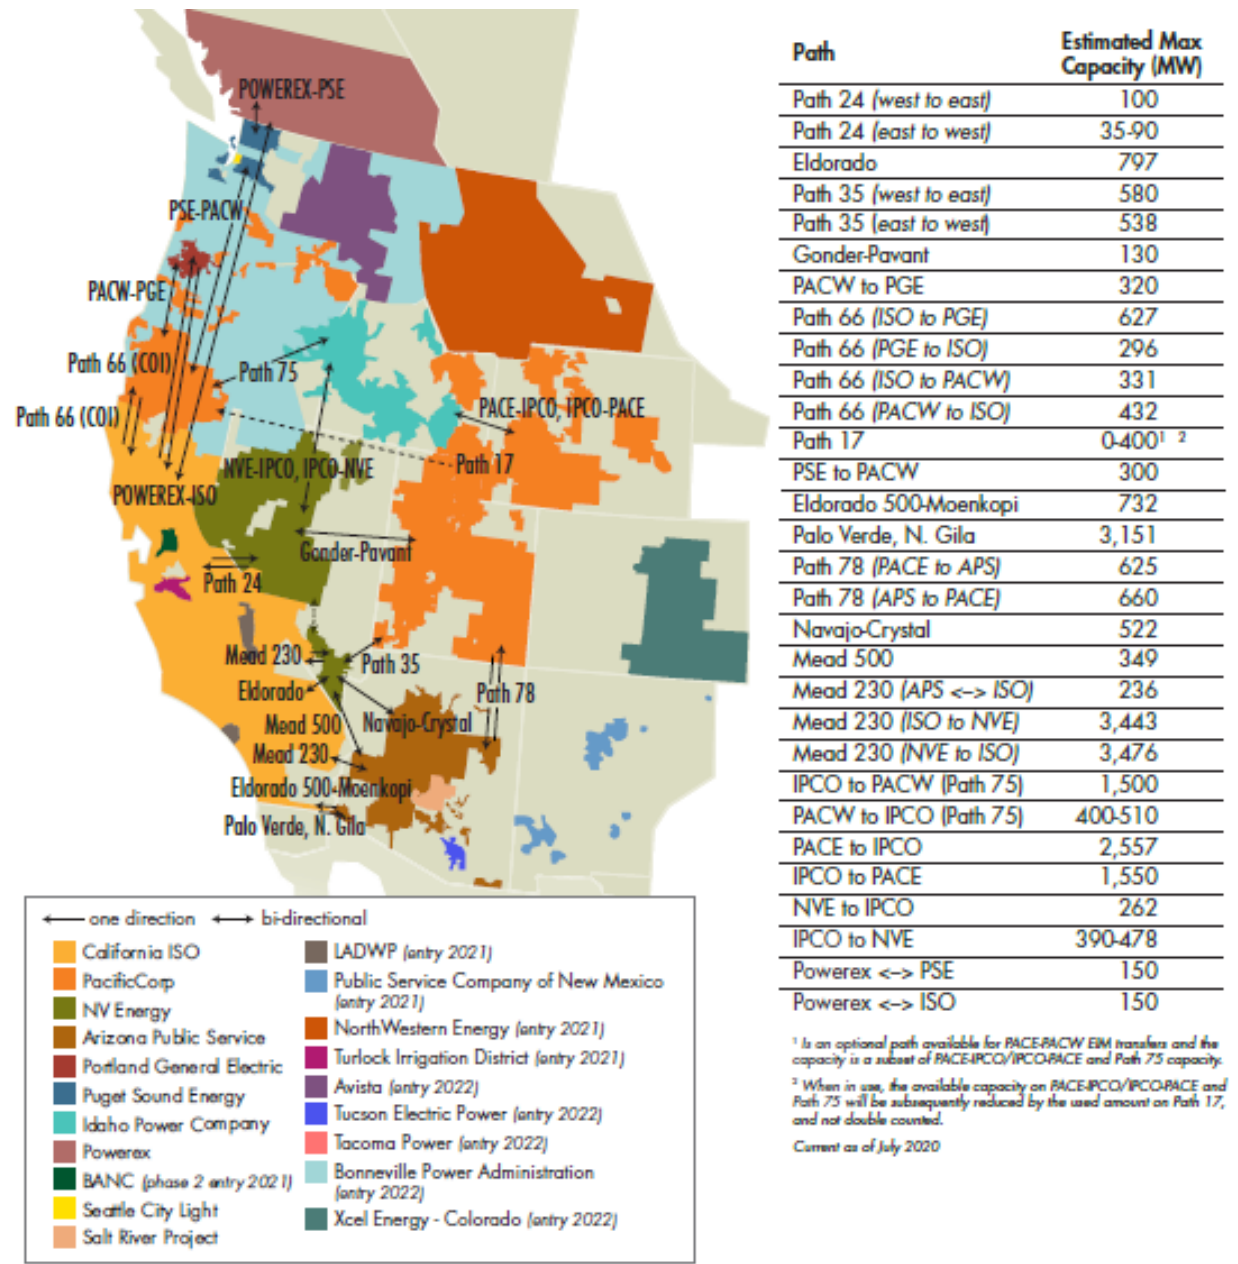 POWEREX-PSE
PSE-PACW
PACW-PGE
Path 66 (COI)
Path 75
Path 66 (COI)
PACE-IPCO, IPCO-PACE
NVE-IPCO, IPCO-NVE
Path 17
POWEREX-ISO
Gonder-Pavant
Path 24
Mead 230
Path 35
Eldorado
Path 78
Mead 500
Navajo-Crystal
Mead 230
Eldorado 500-Moenkopi
Palo Verde, N. Gila
one direction
bi-directional
California ISO
PacifiCorp
NV Energy
Arizona Public Service
Portland General Electric
Puget Sound Energy
Idaho Power Company
Powerex
BANC (phase 2 entry 2021)
Seattle City Light
Salt River Project
LADWP (entry 2021)
Public Service Company of New Mexico
(entry 2021)
NorthWestern Energy (entry 2021)
Turlock Irrigation District (entry 2021)
Avista (entry 2022)
Tucson Electric Power (entry 2022)
Tacoma Power (entry 2022)
Bonneville Power Administration
(entry 2022)
Xcel Energy - Colorado (entry 2022)
Path Estimated Max
Capacity (MW)
Path 24 (west to east) 100
Path 24 (east to west) 35-90
Eldorado 797
Path 35 (west to east) 580
Path 35 (east to west) 538
Gonder-Pavant 130
PACW to PGE 320
Path 66 (ISO to PGE) 627
Path 66 (PGE to ISO) 296
Path 66 (ISO to PACW) 331
Path 66 (PACW to ISO) 432
Path 17 0-400¹ ²
PSE to PACW 300
Eldorado 500-Moenkopi 732
Palo Verde, N. Gila 3,151
Path 78 (PACE to APS) 625
Path 78 (APS to PACE) 660
Navajo-Crystal 522
Mead 500 349
Mead 230 (APS <-> ISO) 236
Mead 230 (ISO to NVE) 3,443
Mead 230 (NVE to ISO) 3,476
IPCO to PACW (Path 75) 1,500
PACW to IPCO (Path 75) 400-510
PACE to IPCO 2,557
IPCO to PACE 1,550
NVE to IPCO 262
IPCO to NVE 390-478
Powerex <-> PSE 150
Powerex <-> ISO 150
¹ Is an optional path available for PACE-PACW EIM transfers and the
capacity is a subset of PACE-IPCO/IPCO-PACE and Path 75 capacity.
² When in use, the available capacity on PACE-IPCO/IPCO-PACE and
Path 75 will be subsequently reduced by the used amount on Path 17,
and not double counted.
Current as of July 2020